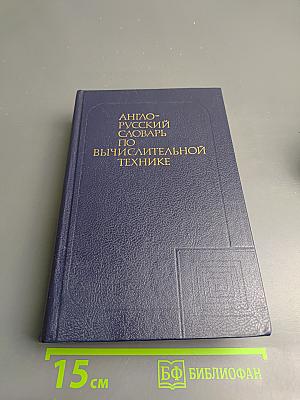 АНГЛО-
РУССКИЙ
СЛОВАРЬ
ПО
ВЫЧИСЛИТЕЛЬНОЙ
ТЕХНИКЕ
15 см
БФ БИБЛИОФАН